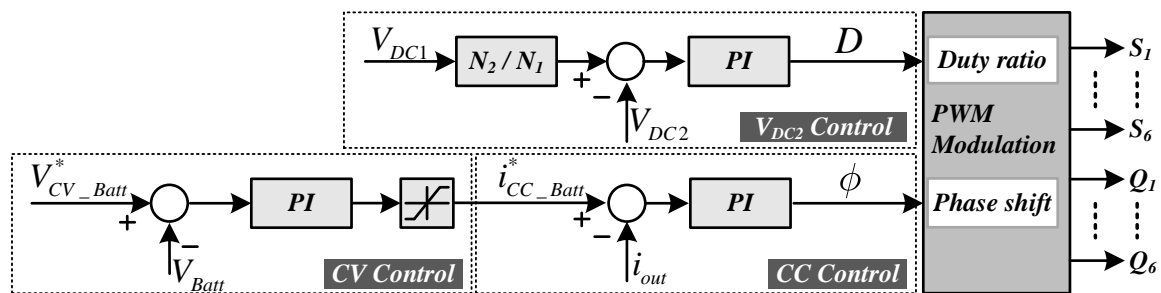 V_DC1
N_2 / N_1
+
−
V_DC2
PI
D
V_DC2 Control
V*_CV_Batt
+
−
V_Batt
PI
CV Control
i*_CC_Batt
+
−
i_out
PI
ϕ
CC Control
Duty ratio
PWM
Modulation
Phase shift
S_1
S_6
Q_1
Q_6